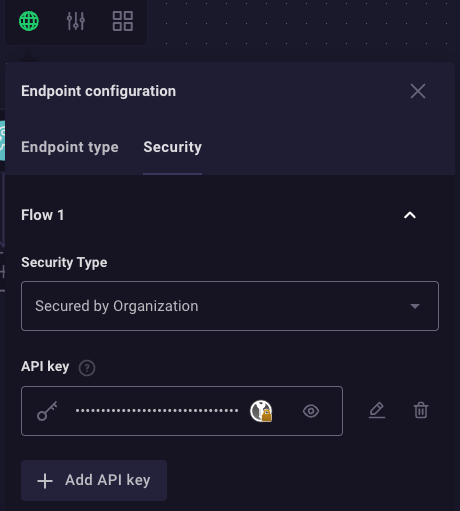 Endpoint configuration
Endpoint type Security
Flow 1
Security Type
Secured by Organization
API key ?
••••••••••••••••••••••••••••••••
Add API key